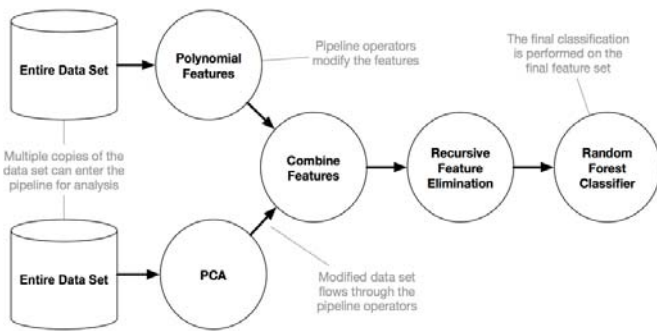 Entire Data Set
Polynomial
Features
Pipeline operators
modify the features
The final classification
is performed on the
final feature set
Multiple copies of the
data set can enter the
pipeline for analysis
Combine
Features
Recursive
Feature
Elimination
Random
Forest
Classifier
Entire Data Set
PCA
Modified data set
flows through the
pipeline operators